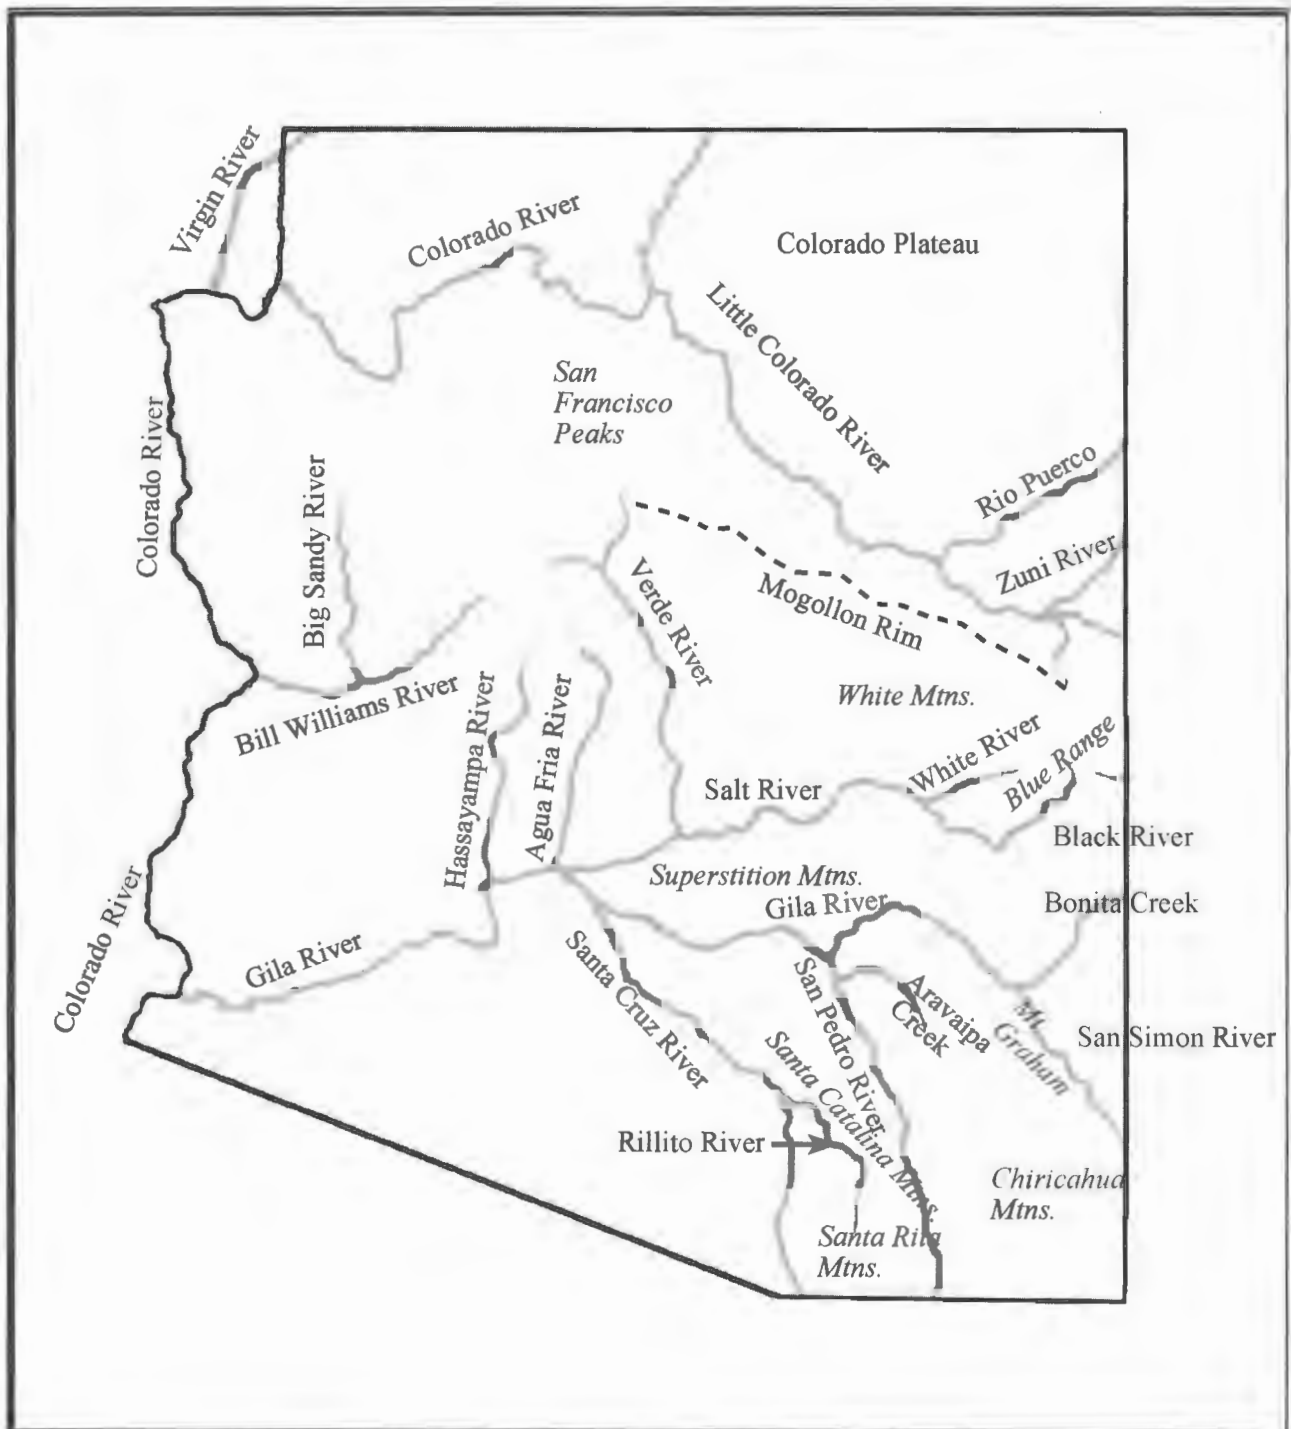 Virgin River
Colorado River
Colorado Plateau
Little Colorado River
San
Francisco
Peaks
Colorado River
Big Sandy River
Rio Puerco
Zuni River
Verde River
Mogollon Rim
White Mtns.
Bill Williams River
Hassayampa River
Agua Fria River
Salt River
White River
Blue Range
Black River
Superstition Mtns.
Gila River
Bonita Creek
Colorado River
Gila River
Santa Cruz River
San Pedro River
Aravaipa
Creek
Mt.
Graham
San Simon River
Santa Catalina Mtns.
Rillito River
Chiricahua
Mtns.
Santa Rita
Mtns.